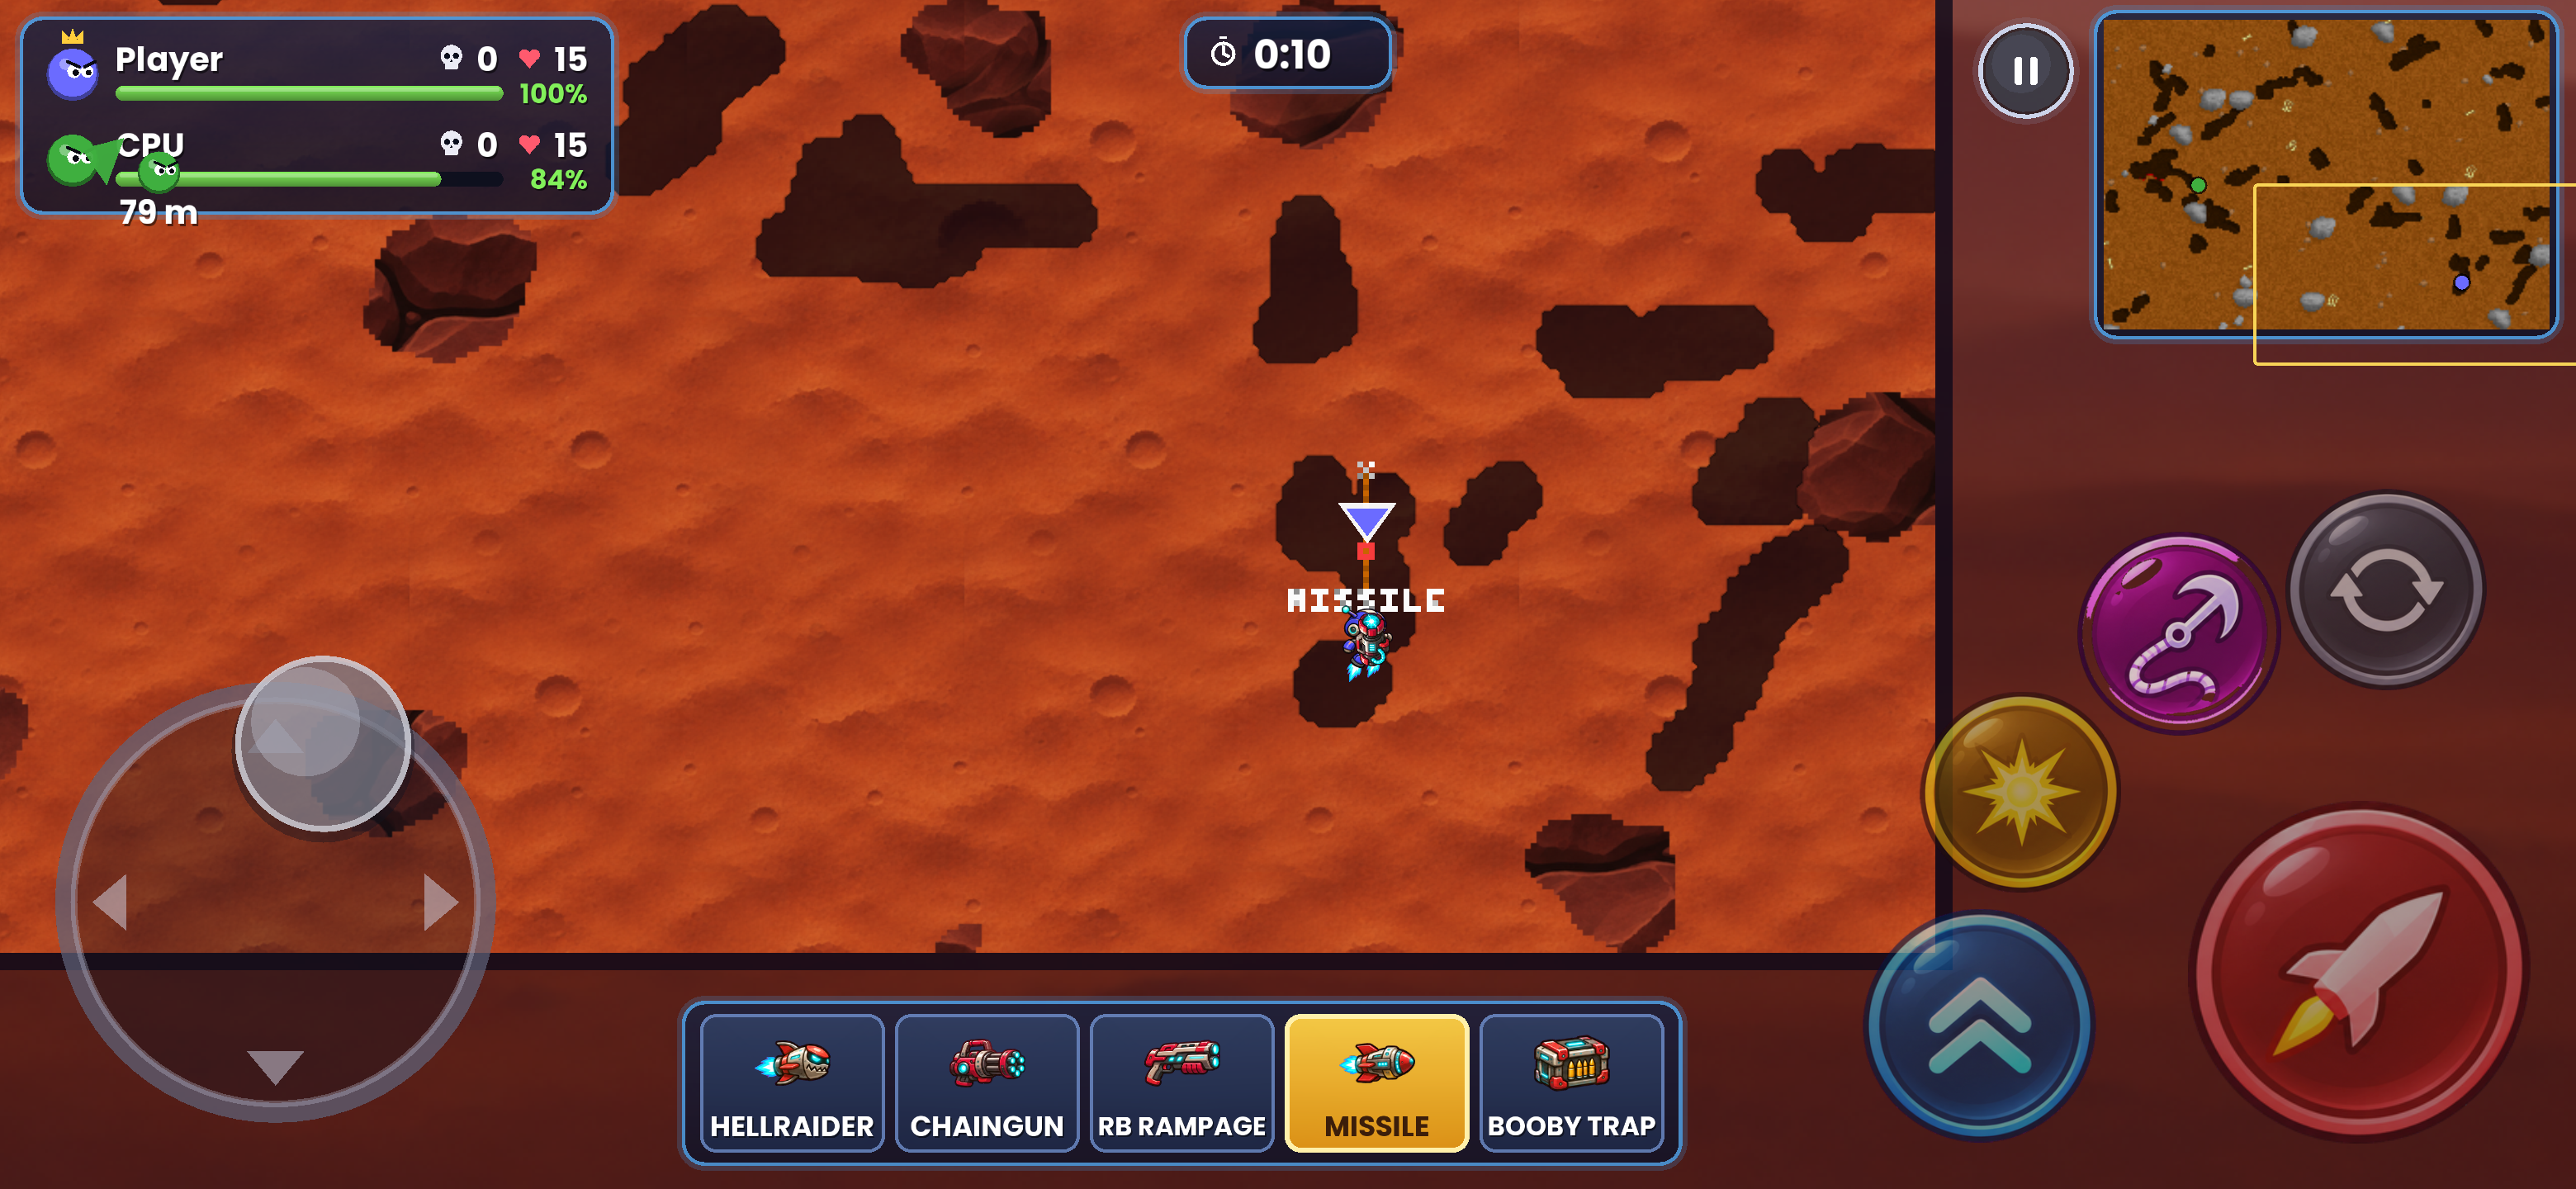 Player 0 15
100%
CPU 0 15
84%
79 m
0:10
MISSILE
HELLRAIDER
CHAINGUN
RB RAMPAGE
MISSILE
BOOBY TRAP